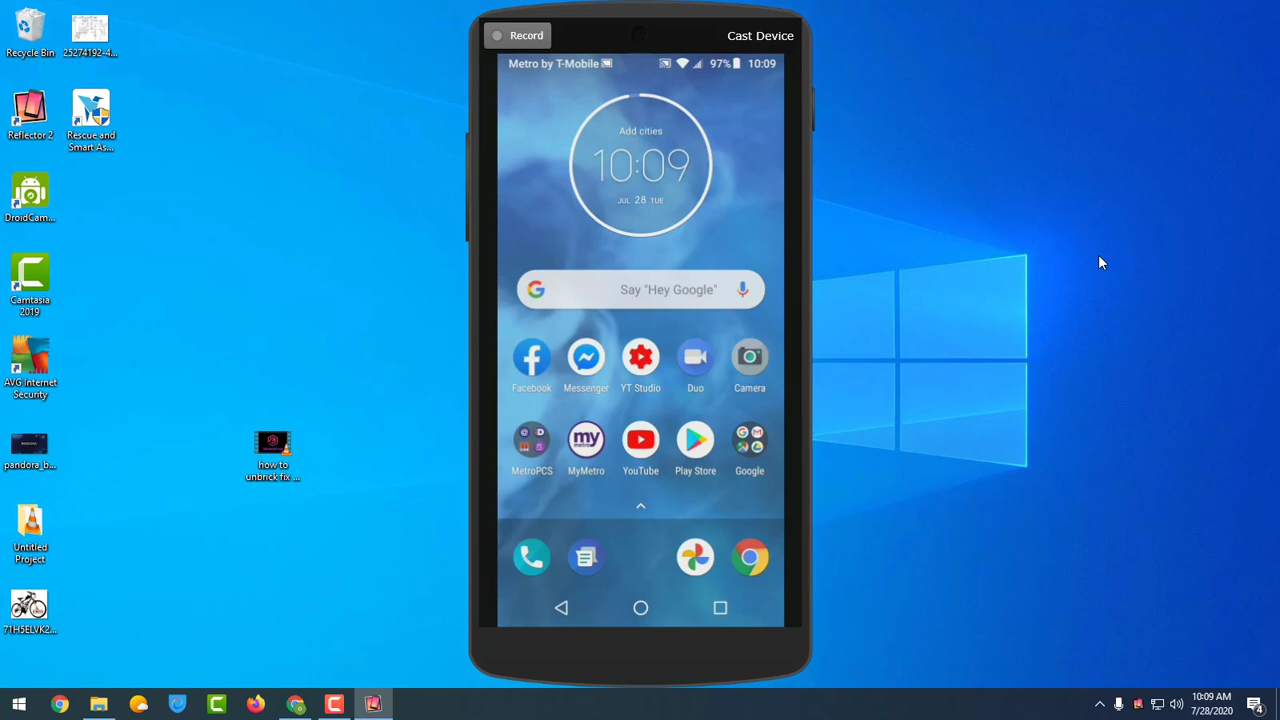 Recycle Bin
25274192-4...
Reflector 2
Rescue and
Smart As...
DroidCam...
Camtasia
2019
AVG Internet
Security
pandora_b...
how to
unbrick fix ...
Untitled
Project
71H5ELVK2...
Record
Cast Device
Metro by T-Mobile
97%
10:09
Add cities
10:09
JUL 28 TUE
Say "Hey Google"
Facebook
Messenger
YT Studio
Duo
Camera
my
metro
MetroPCS
MyMetro
YouTube
Play Store
Google
10:09 AM
7/28/2020
4